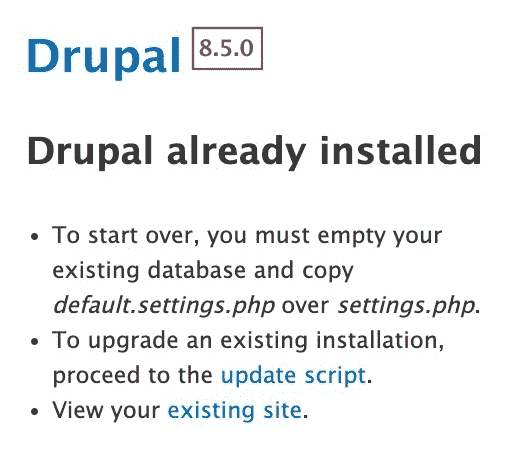 Drupal 8.5.0
Drupal already installed
• To start over, you must empty your
existing database and copy
default.settings.php over settings.php.
• To upgrade an existing installation,
proceed to the update script.
• View your existing site.